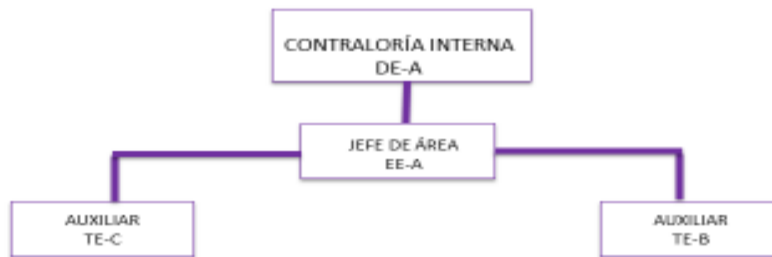 CONTRALORÍA INTERNA
DE-A
JEFE DE ÁREA
EE-A
AUXILIAR
TE-C
AUXILIAR
TE-B